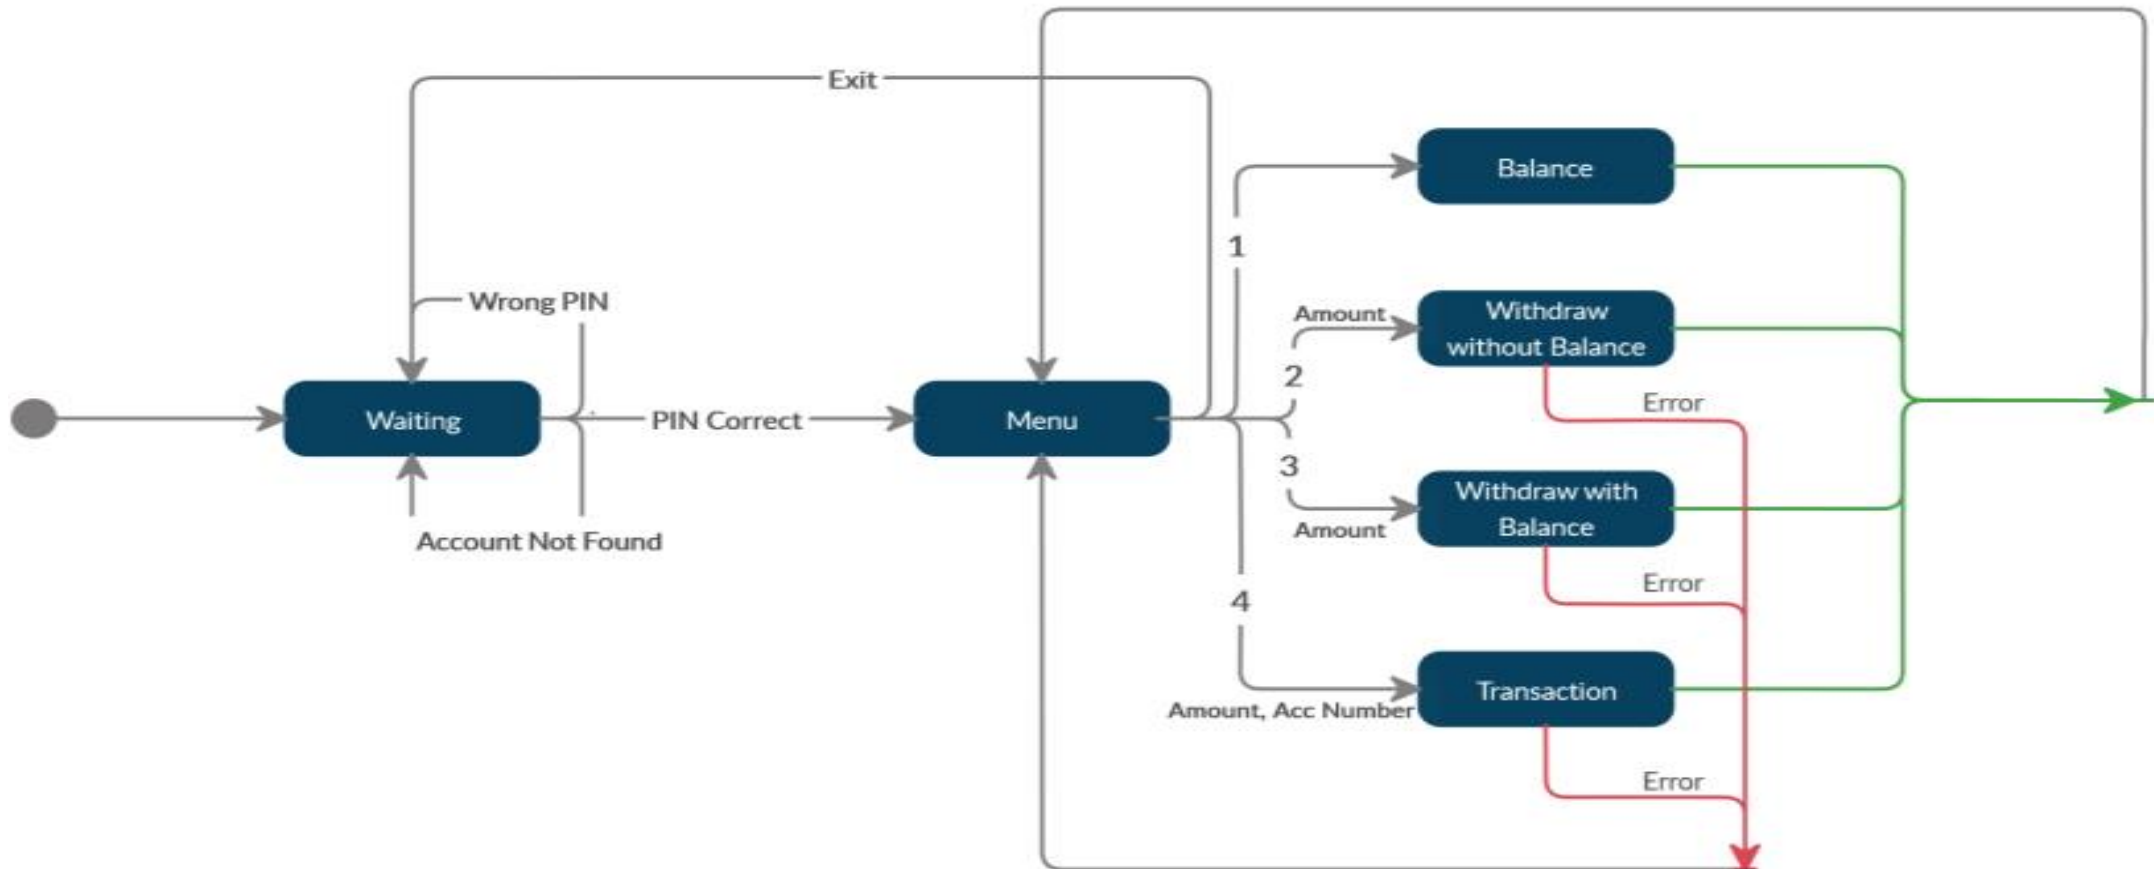 Exit
Balance
1
Wrong PIN
Amount
Withdraw
without Balance
2
Error
Waiting
PIN Correct
Menu
3
Withdraw with
Balance
Amount
Account Not Found
Error
4
Transaction
Amount, Acc Number
Error